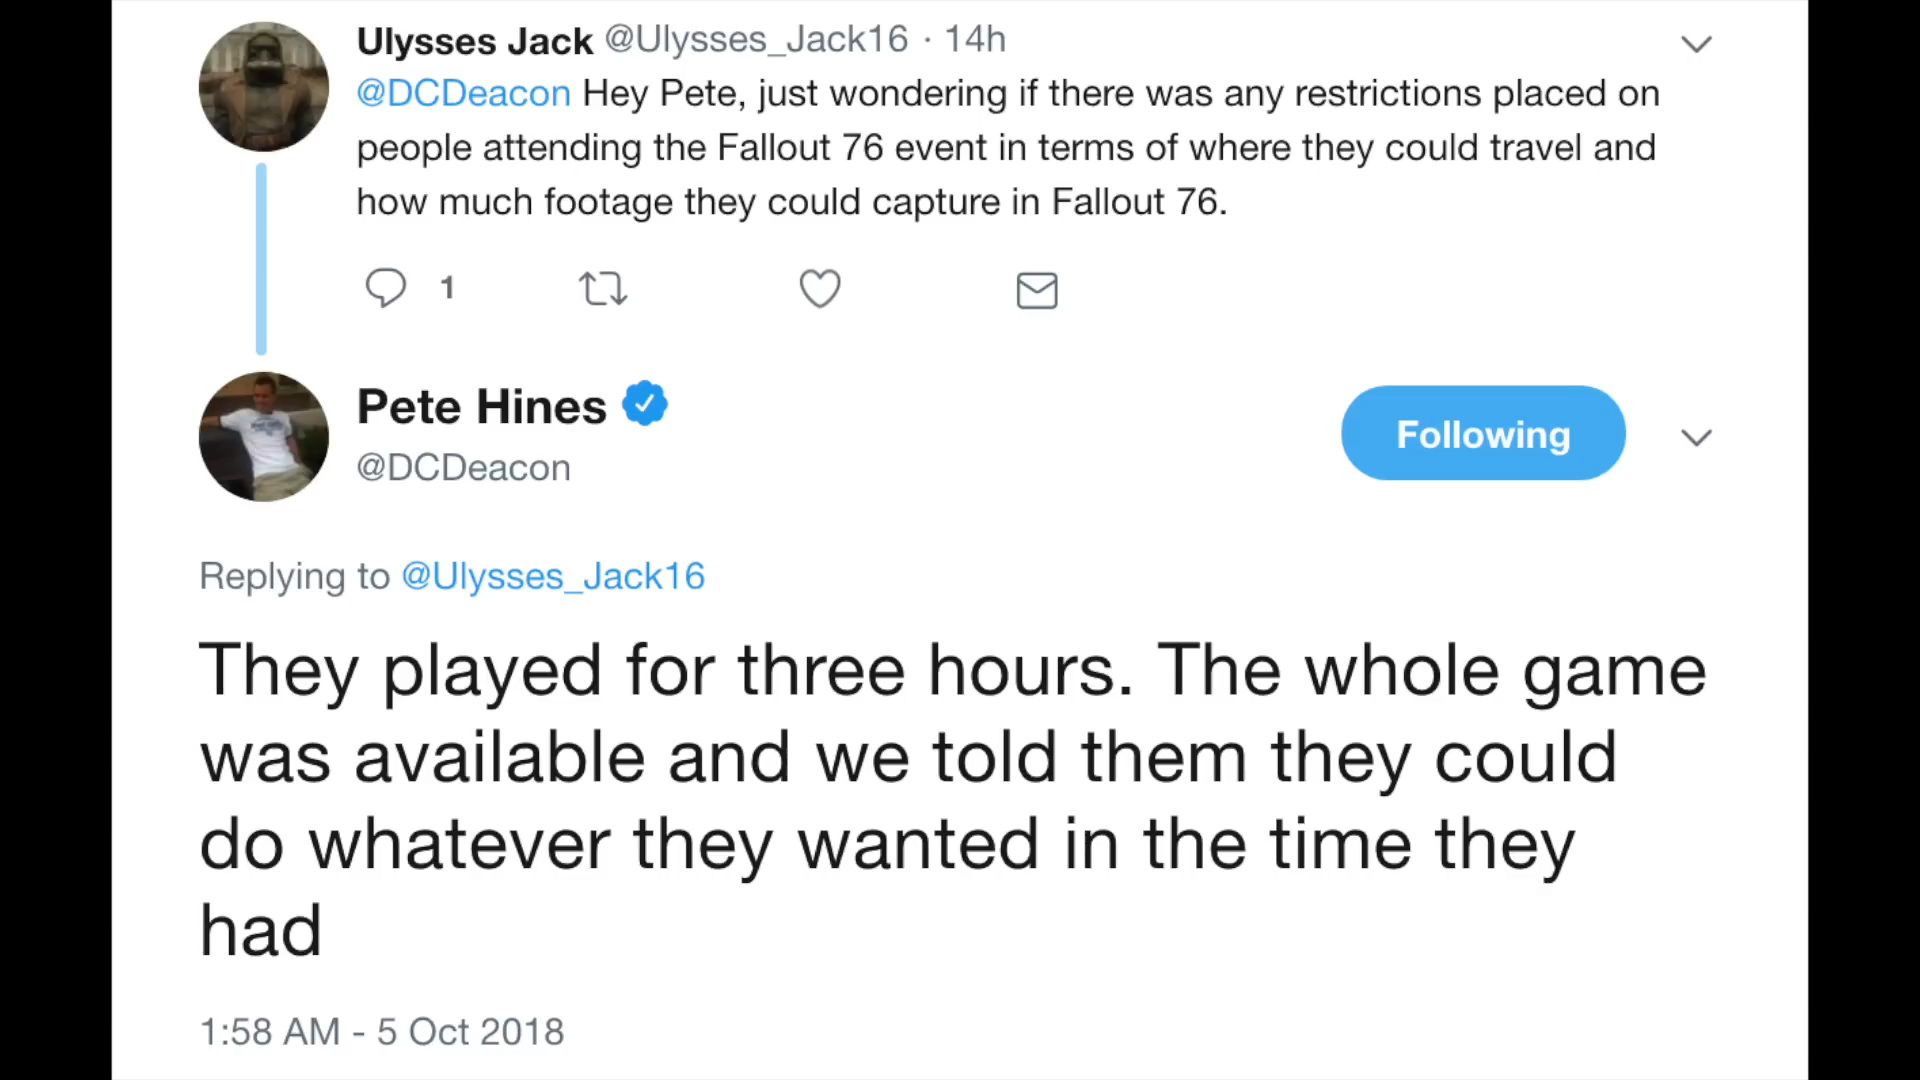 Ulysses Jack @Ulysses_Jack16 · 14h
@DCDeacon Hey Pete, just wondering if there was any restrictions placed on
people attending the Fallout 76 event in terms of where they could travel and
how much footage they could capture in Fallout 76.
1
Pete Hines
@DCDeacon
Following
Replying to @Ulysses_Jack16
They played for three hours. The whole game
was available and we told them they could
do whatever they wanted in the time they
had
1:58 AM - 5 Oct 2018